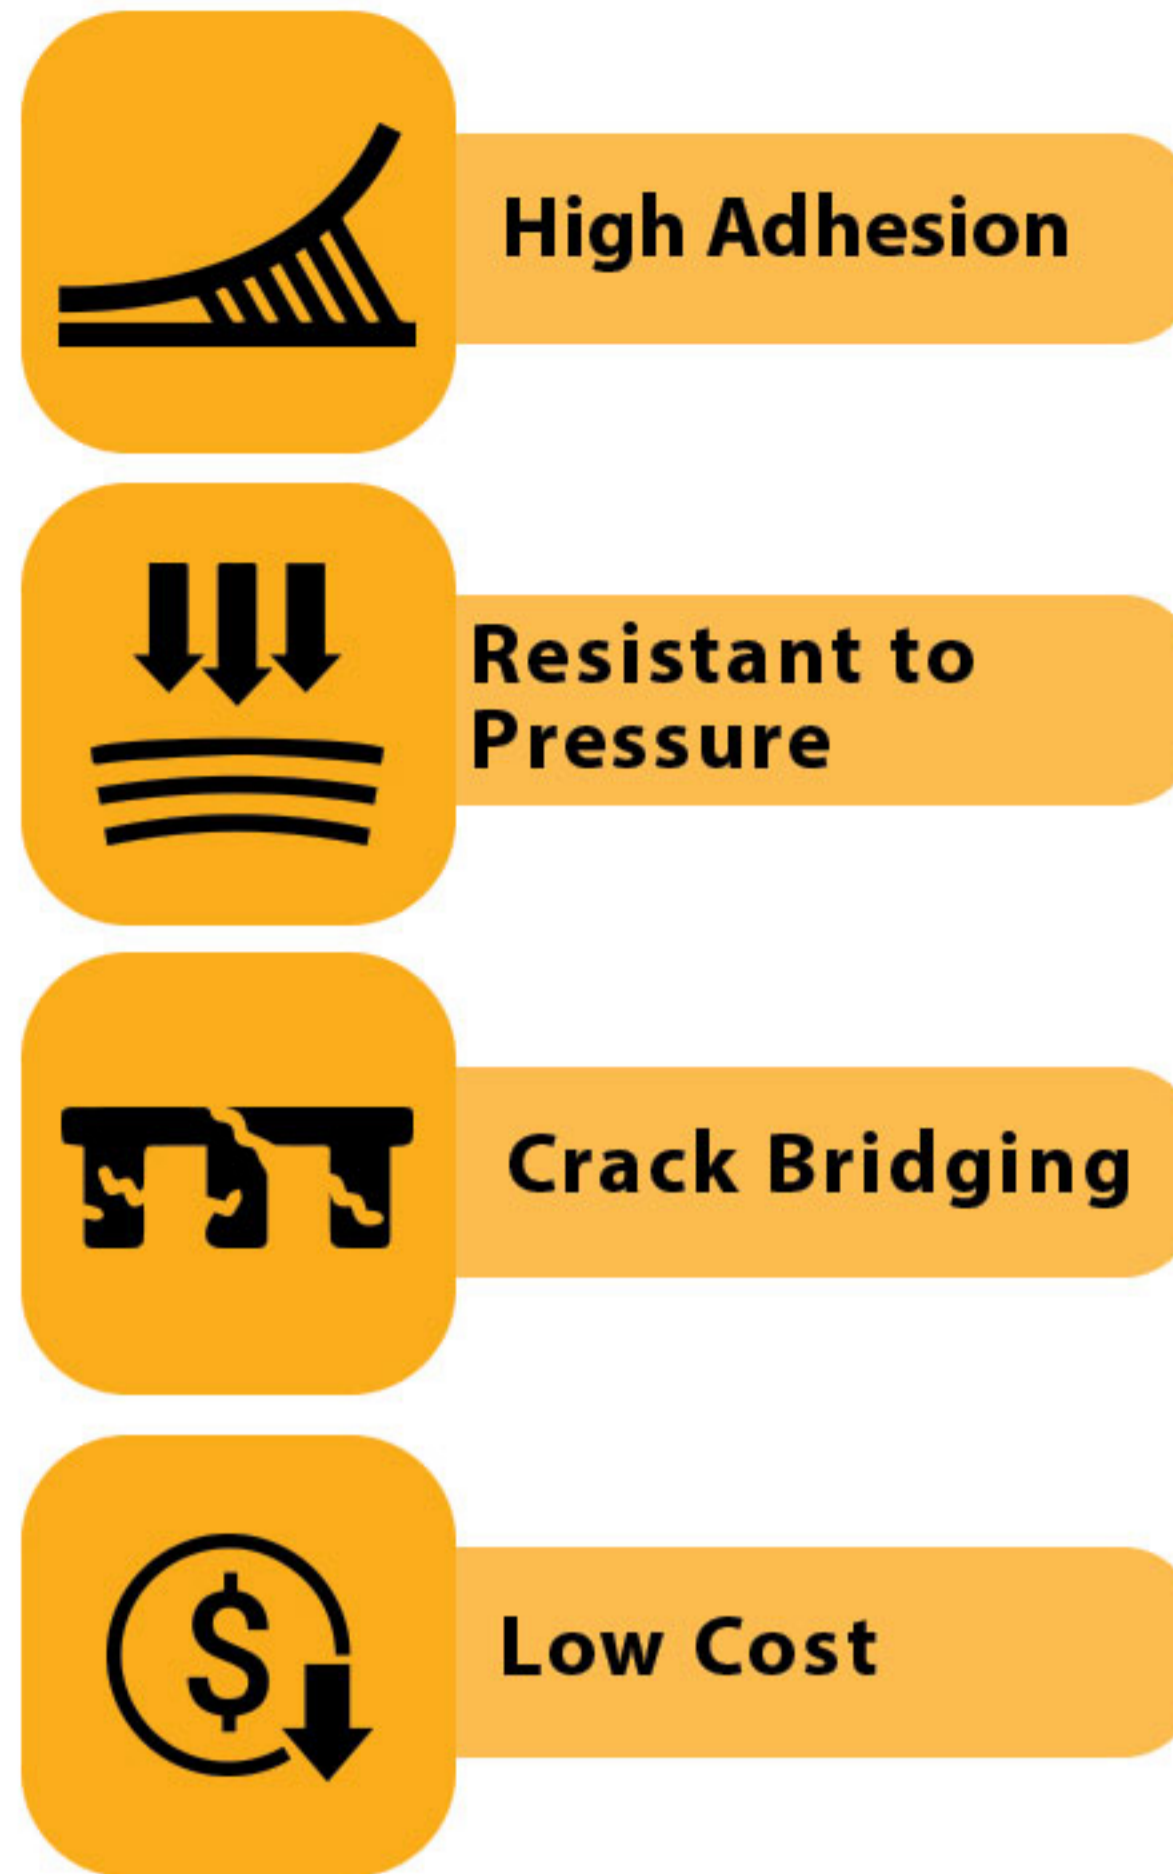 High Adhesion
Resistant to
Pressure
Crack Bridging
$
Low Cost